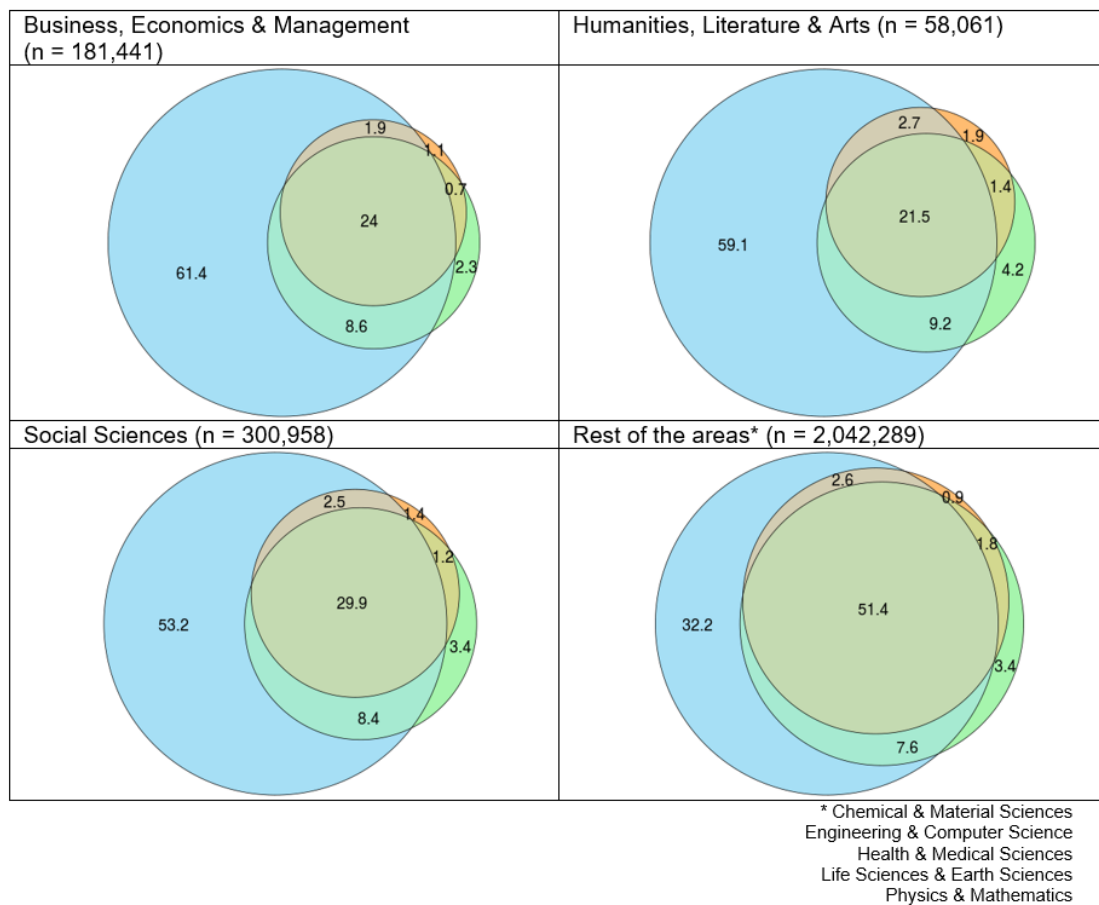 Business, Economics & Management
(n = 181,441)
Humanities, Literature & Arts (n = 58,061)
1.9
1.1
0.7
24
61.4
2.3
8.6
2.7
1.9
1.4
21.5
59.1
4.2
9.2
Social Sciences (n = 300,958)
Rest of the areas* (n = 2,042,289)
2.5
1.4
1.2
29.9
53.2
3.4
8.4
2.6
0.9
1.8
51.4
32.2
3.4
7.6
* Chemical & Material Sciences
Engineering & Computer Science
Health & Medical Sciences
Life Sciences & Earth Sciences
Physics & Mathematics